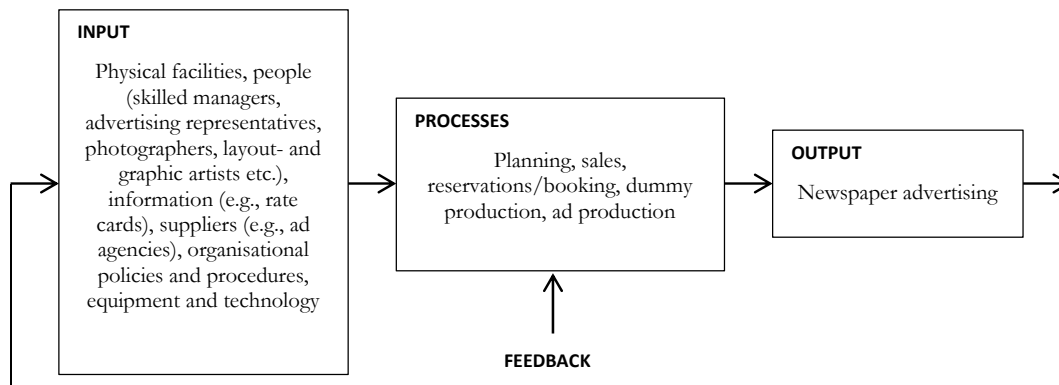 INPUT
Physical facilities, people
(skilled managers,
advertising representatives,
photographers, layout- and
graphic artists etc.),
information (e.g., rate
cards), suppliers (e.g., ad
agencies), organisational
policies and procedures,
equipment and technology
PROCESSES
Planning, sales,
reservations/booking, dummy
production, ad production
OUTPUT
Newspaper advertising
FEEDBACK